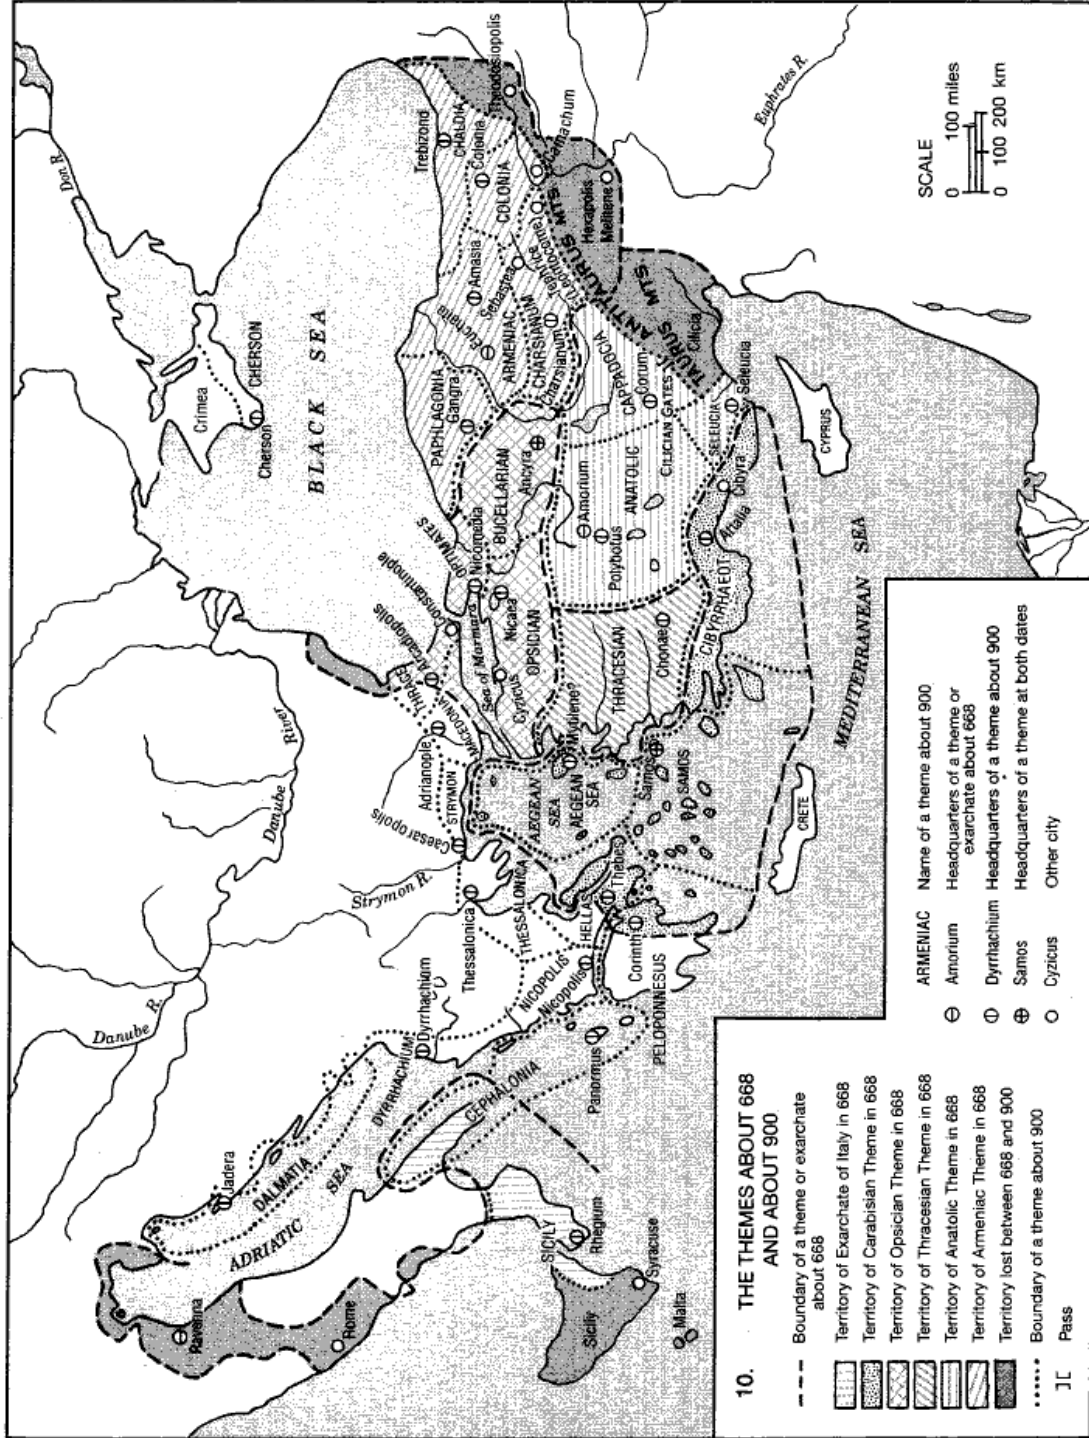 Don R.
Danube R.
Danube River
Crimea
CHERSON
Cherson
BLACK SEA
Ravenna
Jadera
DALMATIA
ADRIATIC SEA
Rome
DYRRHACHIUM
Dyrrhachium
Strymon R.
Thessalonica
THESSALONICA
Caesaropolis
STRYMON
Adrianople
MACEDONIA
THRACE
Arcadiopolis
Constantinople
OPTIMATES
Nicomedia
Sea of Marmara
Nicaea
Cyzicus
OPSICIAN
BUCELLARIAN
Ancyra
PAPHLAGONIA
Gangra
ARMENIAC
Euchaita
Amasia
Sebastea
CHARSIANUM
Charsianum
COLONIA
Colonia
CHALDIA
Trebizond
Theodosiopolis
Camachum
Tephrice
(Leontocome)
Hexapolis
Melitene
ANTITAURUS MTS
TAURUS MTS
Cilicia
CAPPADOCIA
Corum
CILICIAN GATES
ANATOLIC
Amorium
Polybotus
THRACESIAN
Chonae
CIBYRRHAEOT
Attalia
Cibyra
SELEUCIA
Seleucia
Euphrates R.
AEGEAN SEA
AEGEAN SEA
Mytilene?
Samos
SAMOS
Thebes
HELLAS
NICOPOLIS
Nicopolis
Corinth
PELOPONNESUS
CEPHALONIA
Panormus
SICILY
Rhegium
Sicily
Syracuse
Malta
CRETE
CYPRUS
MEDITERRANEAN SEA
SCALE
0 100 miles
0 100 200 km
10. THE THEMES ABOUT 668
AND ABOUT 900
Boundary of a theme or exarchate
about 668
Territory of Exarchate of Italy in 668
Territory of Carabisian Theme in 668
Territory of Opsician Theme in 668
Territory of Thracesian Theme in 668
Territory of Anatolic Theme in 668
Territory of Armeniac Theme in 668
Territory lost between 668 and 900
Boundary of a theme about 900
Pass
ARMENIAC Name of a theme about 900
Amorium Headquarters of a theme or
exarchate about 668
Dyrrhachium Headquarters of a theme about 900
Samos Headquarters of a theme at both dates
Cyzicus Other city